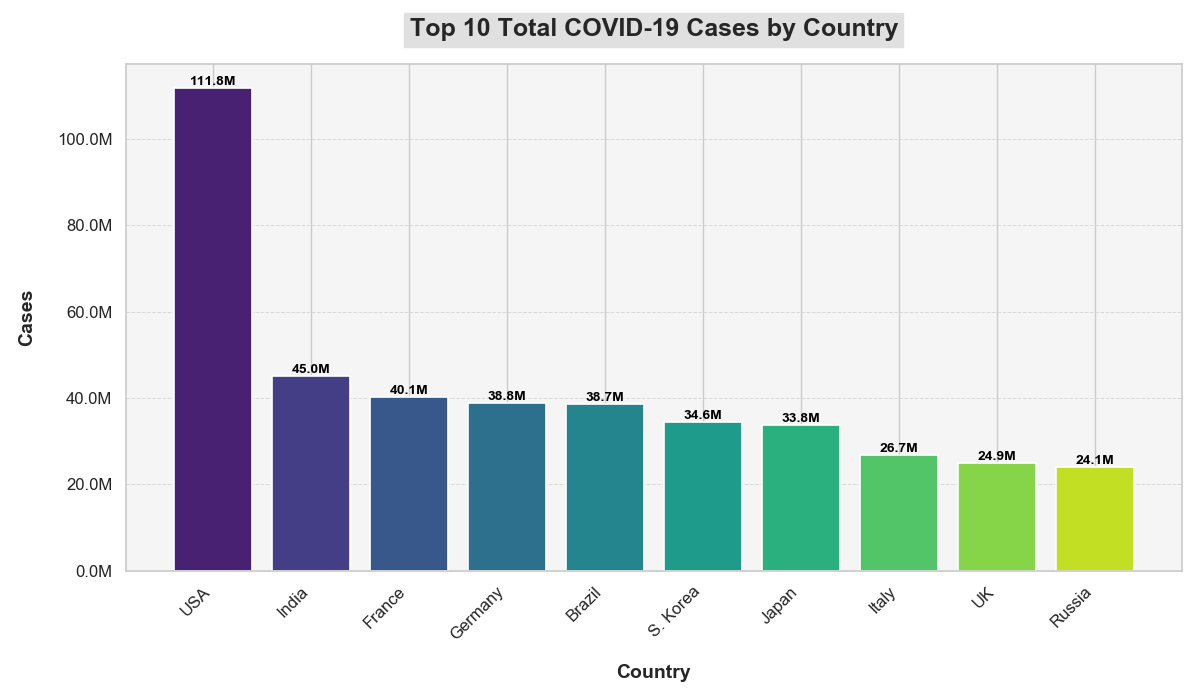 Top 10 Total COVID-19 Cases by Country
111.8M
100.0M
80.0M
60.0M
45.0M
40.1M
38.8M
38.7M
40.0M
34.6M
33.8M
26.7M
24.9M
24.1M
20.0M
0.0M
Cases
USA
India
France
Germany
Brazil
S. Korea
Japan
Italy
UK
Russia
Country